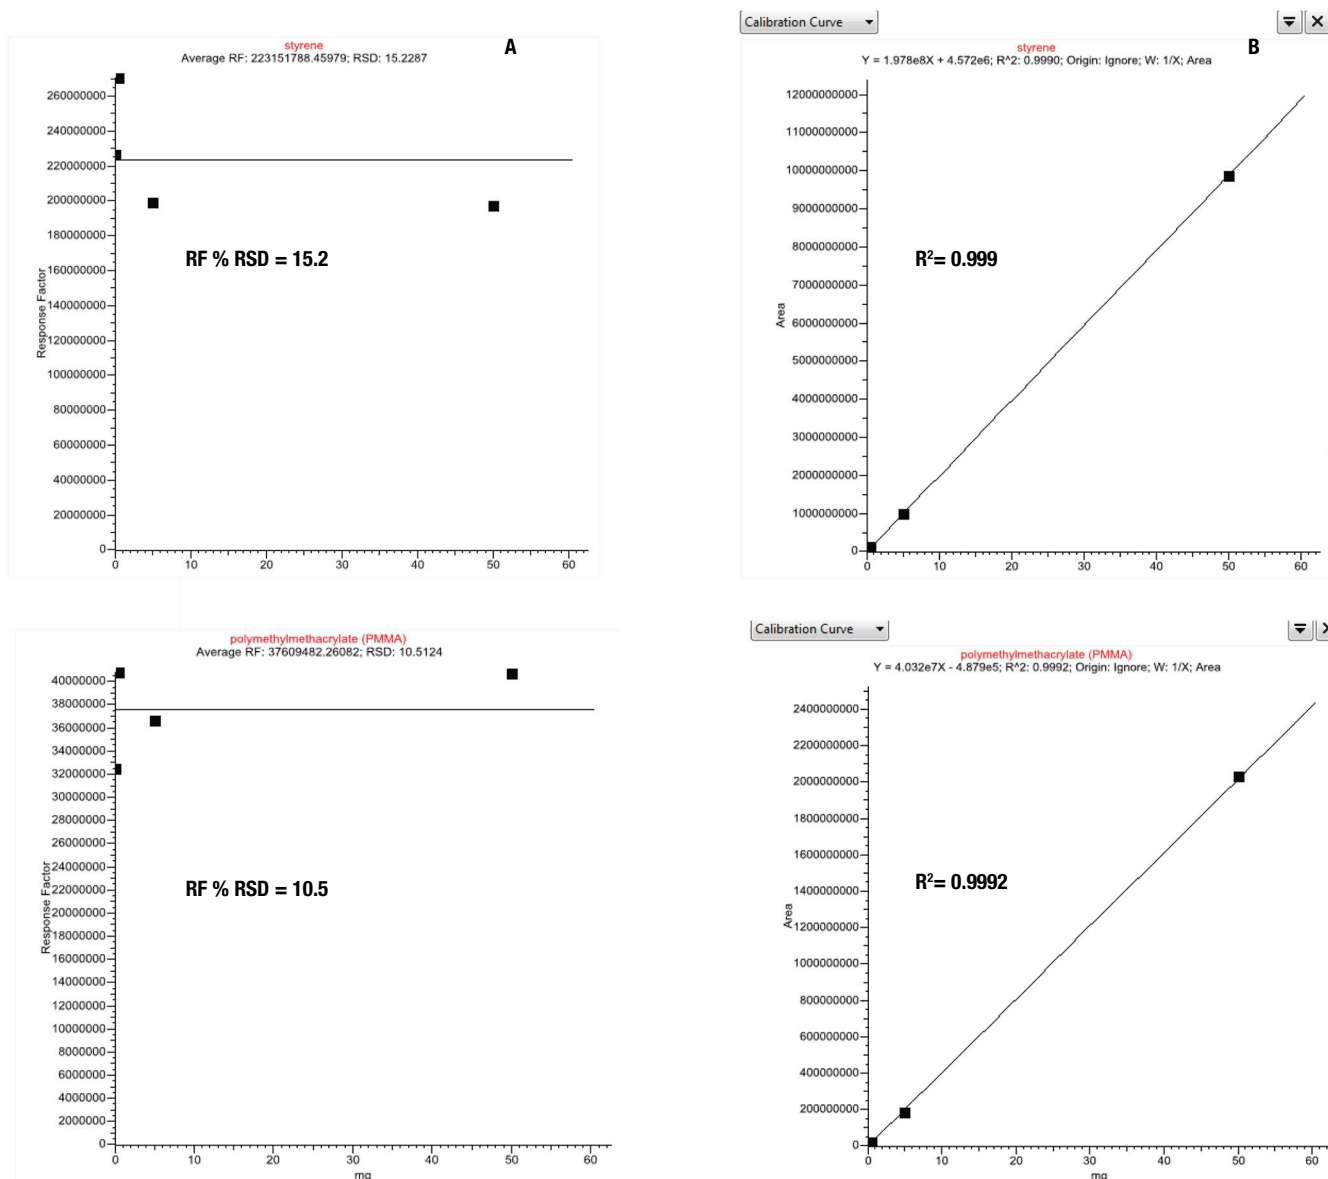 styrene
A
Average RF: 223151788.45979; RSD: 15.2287
260000000
240000000
220000000
200000000
180000000
160000000
140000000
120000000
100000000
80000000
60000000
40000000
20000000
0
Response Factor
RF % RSD = 15.2
0 10 20 30 40 50 60
Calibration Curve
styrene
B
Y = 1.978e8X + 4.572e6; R^2: 0.9990; Origin: Ignore; W: 1/X; Area
12000000000
11000000000
10000000000
9000000000
8000000000
7000000000
6000000000
5000000000
4000000000
3000000000
2000000000
1000000000
0
Area
R²= 0.999
0 10 20 30 40 50 60
polymethylmethacrylate (PMMA)
Average RF: 37609482.26082; RSD: 10.5124
40000000
38000000
36000000
34000000
32000000
30000000
28000000
26000000
24000000
22000000
20000000
18000000
16000000
14000000
12000000
10000000
8000000
6000000
4000000
2000000
0
Response Factor
RF % RSD = 10.5
0 10 20 30 40 50 60
mg
Calibration Curve
polymethylmethacrylate (PMMA)
Y = 4.032e7X - 4.879e5; R^2: 0.9992; Origin: Ignore; W: 1/X; Area
2400000000
2200000000
2000000000
1800000000
1600000000
1400000000
1200000000
1000000000
800000000
600000000
400000000
200000000
0
Area
R²= 0.9992
0 10 20 30 40 50 60
mg